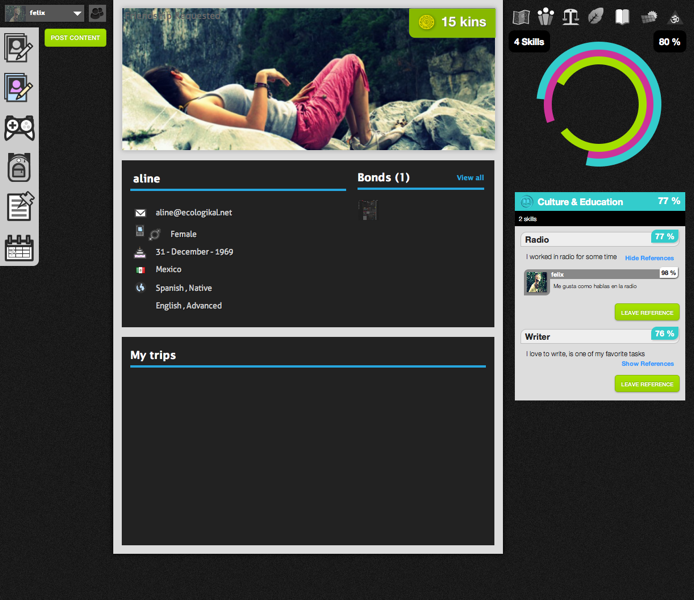 felix
POST CONTENT
requested
15 kins
4 Skills
80 %
aline
Bonds (1)
View all
aline@ecologikal.net
Female
31 - December - 1969
Mexico
Spanish , Native
English , Advanced
My trips
Culture & Education
77 %
2 skills
Radio
77 %
I worked in radio for some time
Hide References
felix
98 %
Me gusta como hablas en la radio
LEAVE REFERENCE
Writer
76 %
I love to write, is one of my favorite tasks
Show References
LEAVE REFERENCE